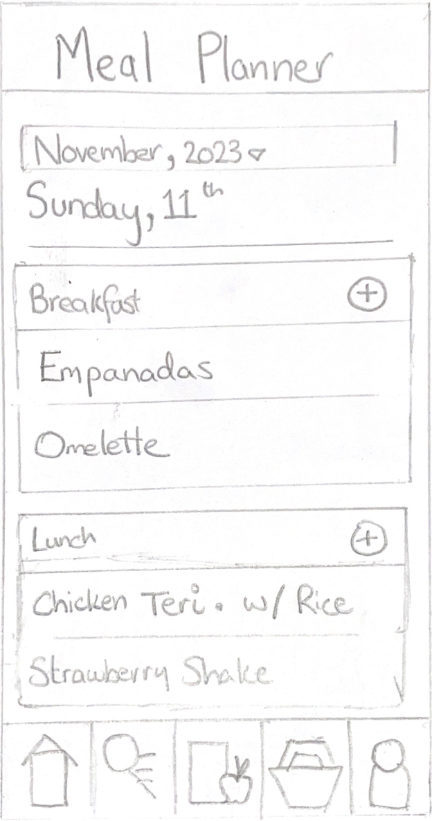 Meal Planner
November, 2023
Sunday, 11th
Breakfast
Empanadas
Omelette
Lunch
Chicken Teri. w/ Rice
Strawberry Shake